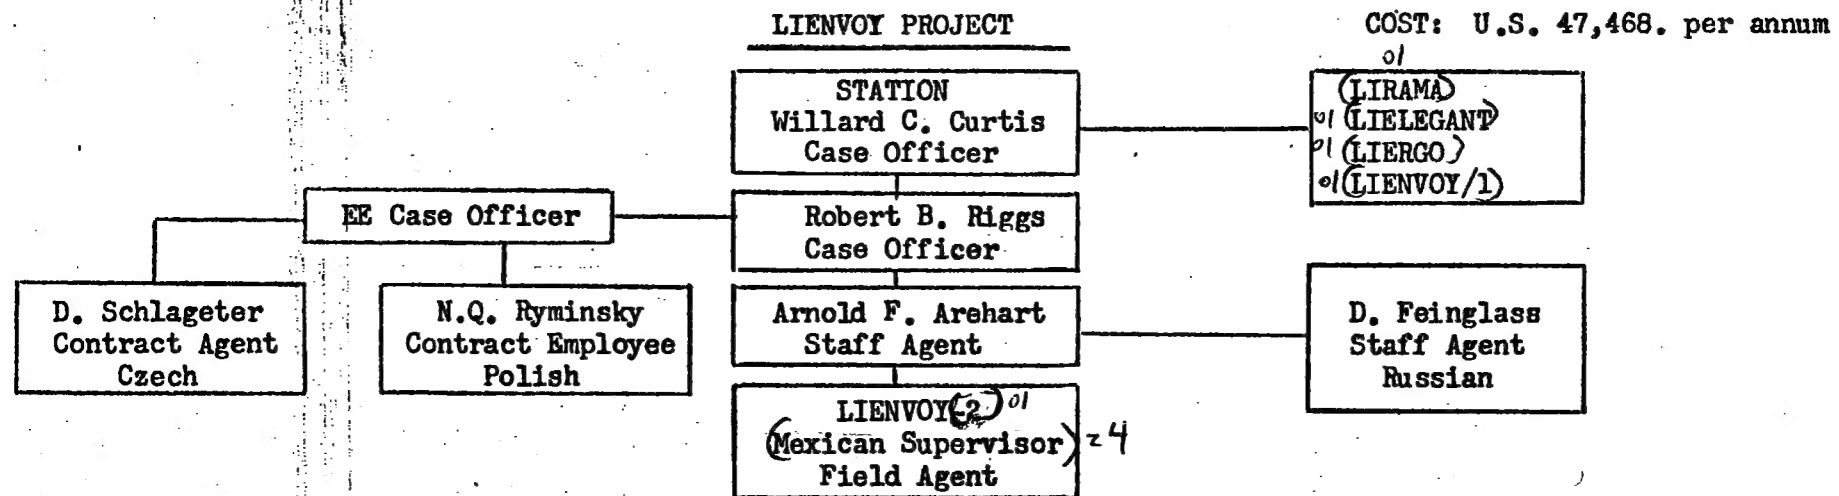 LIENVOY PROJECT
COST: U.S. 47,468. per annum
STATION
Willard C. Curtis
Case Officer
01
(LIRAMA)
01 (LIELEGANT)
01 (LIERGO)
01 (LIENVOY/1)
EE Case Officer
Robert B. Riggs
Case Officer
D. Schlageter
Contract Agent
Czech
N.Q. Ryminsky
Contract Employee
Polish
Arnold F. Arehart
Staff Agent
D. Feinglass
Staff Agent
Russian
LIENVOY(-2) 01
(Mexican Supervisor) 24
Field Agent